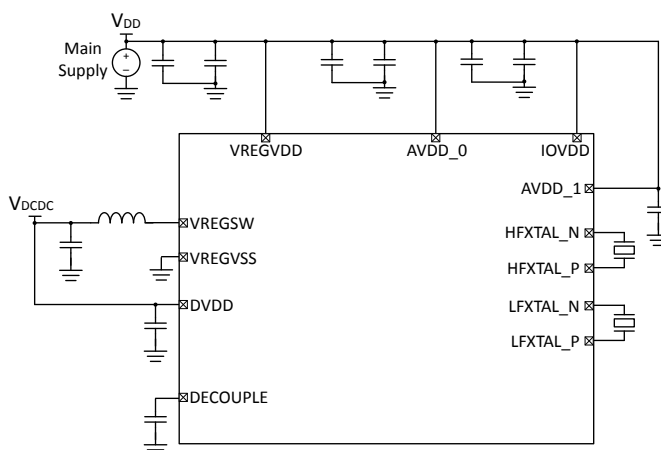 VDD
Main
Supply
+
−
VREGVDD
AVDD_0
IOVDD
AVDD_1
VDCDC
VREGSW
HFXTAL_N
VREGVSS
HFXTAL_P
DVDD
LFXTAL_N
LFXTAL_P
DECOUPLE